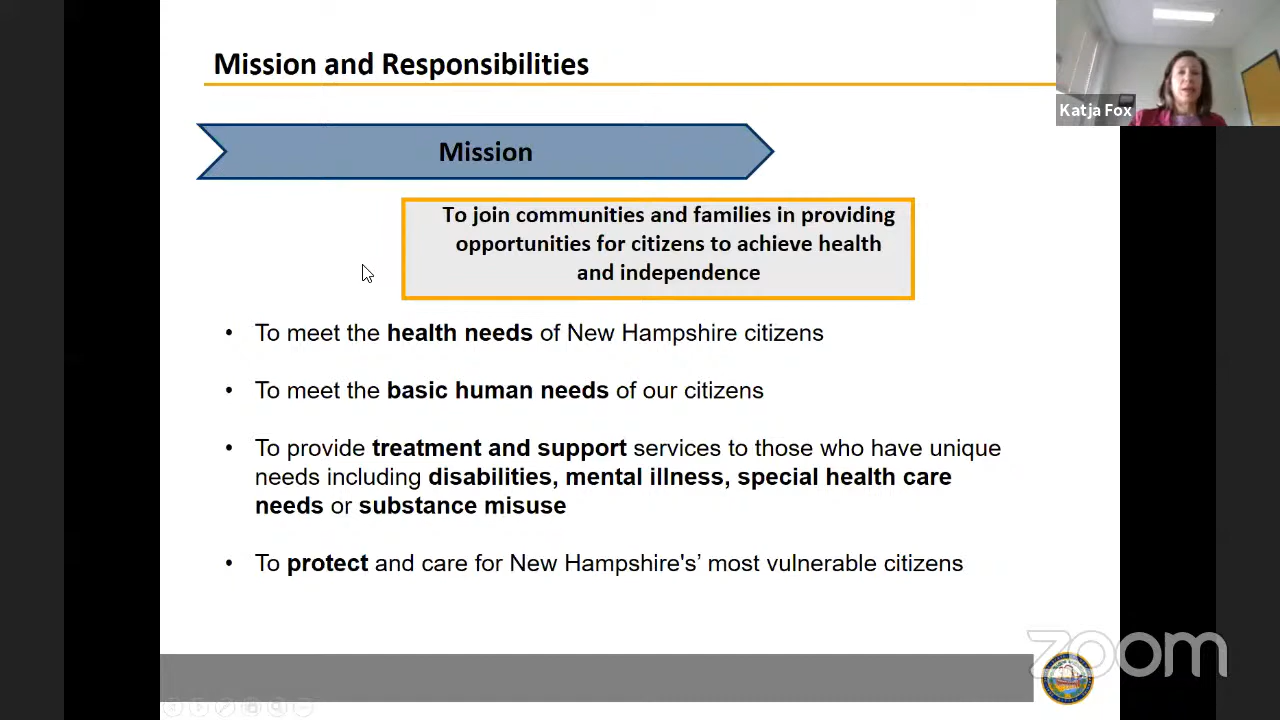 Mission and Responsibilities
Katja Fox
Mission
To join communities and families in providing
opportunities for citizens to achieve health
and independence
• To meet the health needs of New Hampshire citizens
• To meet the basic human needs of our citizens
• To provide treatment and support services to those who have unique
needs including disabilities, mental illness, special health care
needs or substance misuse
• To protect and care for New Hampshire's’ most vulnerable citizens
zoom